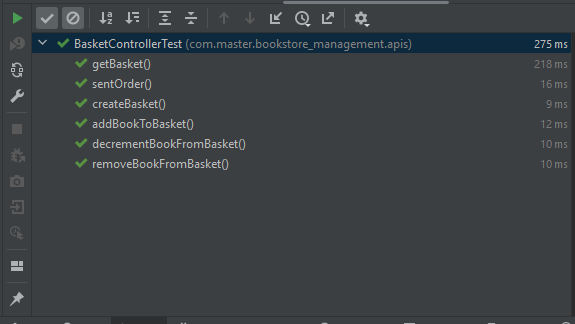 BasketControllerTest (com.master.bookstore_management.apis) 275 ms
getBasket() 218 ms
sentOrder() 16 ms
createBasket() 9 ms
addBookToBasket() 12 ms
decrementBookFromBasket() 10 ms
removeBookFromBasket() 10 ms